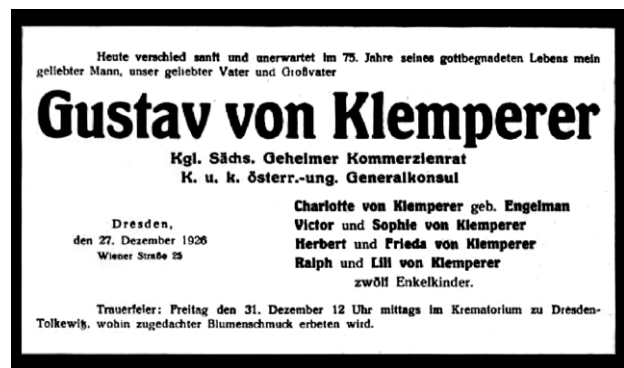 Heute verschied sanft und unerwartet im 75. Jahre seines gottbegnadeten Lebens mein
geliebter Mann, unser geliebter Vater und Großvater
Gustav von Klemperer
Kgl. Sächs. Geheimer Kommerzienrat
K. u. k. österr.-ung. Generalkonsul
Dresden,
den 27. Dezember 1926
Wiener Straße 25
Charlotte von Klemperer geb. Engelman
Victor und Sophie von Klemperer
Herbert und Frieda von Klemperer
Ralph und Lili von Klemperer
zwölf Enkelkinder.
Trauerfeier: Freitag den 31. Dezember 12 Uhr mittags im Krematorium zu Dresden-
Tolkewitz, wohin zugedachter Blumenschmuck erbeten wird.